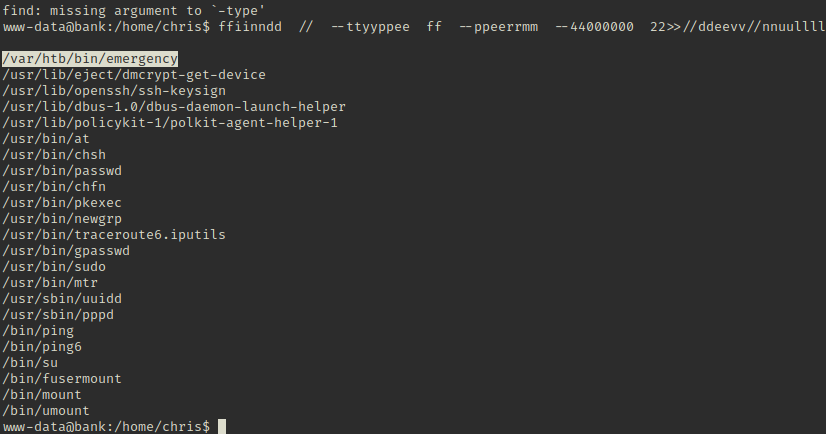 find: missing argument to `-type'
www-data@bank:/home/chris$ ffiinndd  //  --ttyyppee  ff  --ppeerrmm  --44000000  22>>//ddeevv//nnuullll
/var/htb/bin/emergency
/usr/lib/eject/dmcrypt-get-device
/usr/lib/openssh/ssh-keysign
/usr/lib/dbus-1.0/dbus-daemon-launch-helper
/usr/lib/policykit-1/polkit-agent-helper-1
/usr/bin/at
/usr/bin/chsh
/usr/bin/passwd
/usr/bin/chfn
/usr/bin/pkexec
/usr/bin/newgrp
/usr/bin/traceroute6.iputils
/usr/bin/gpasswd
/usr/bin/sudo
/usr/bin/mtr
/usr/sbin/uuidd
/usr/sbin/pppd
/bin/ping
/bin/ping6
/bin/su
/bin/fusermount
/bin/mount
/bin/umount
www-data@bank:/home/chris$